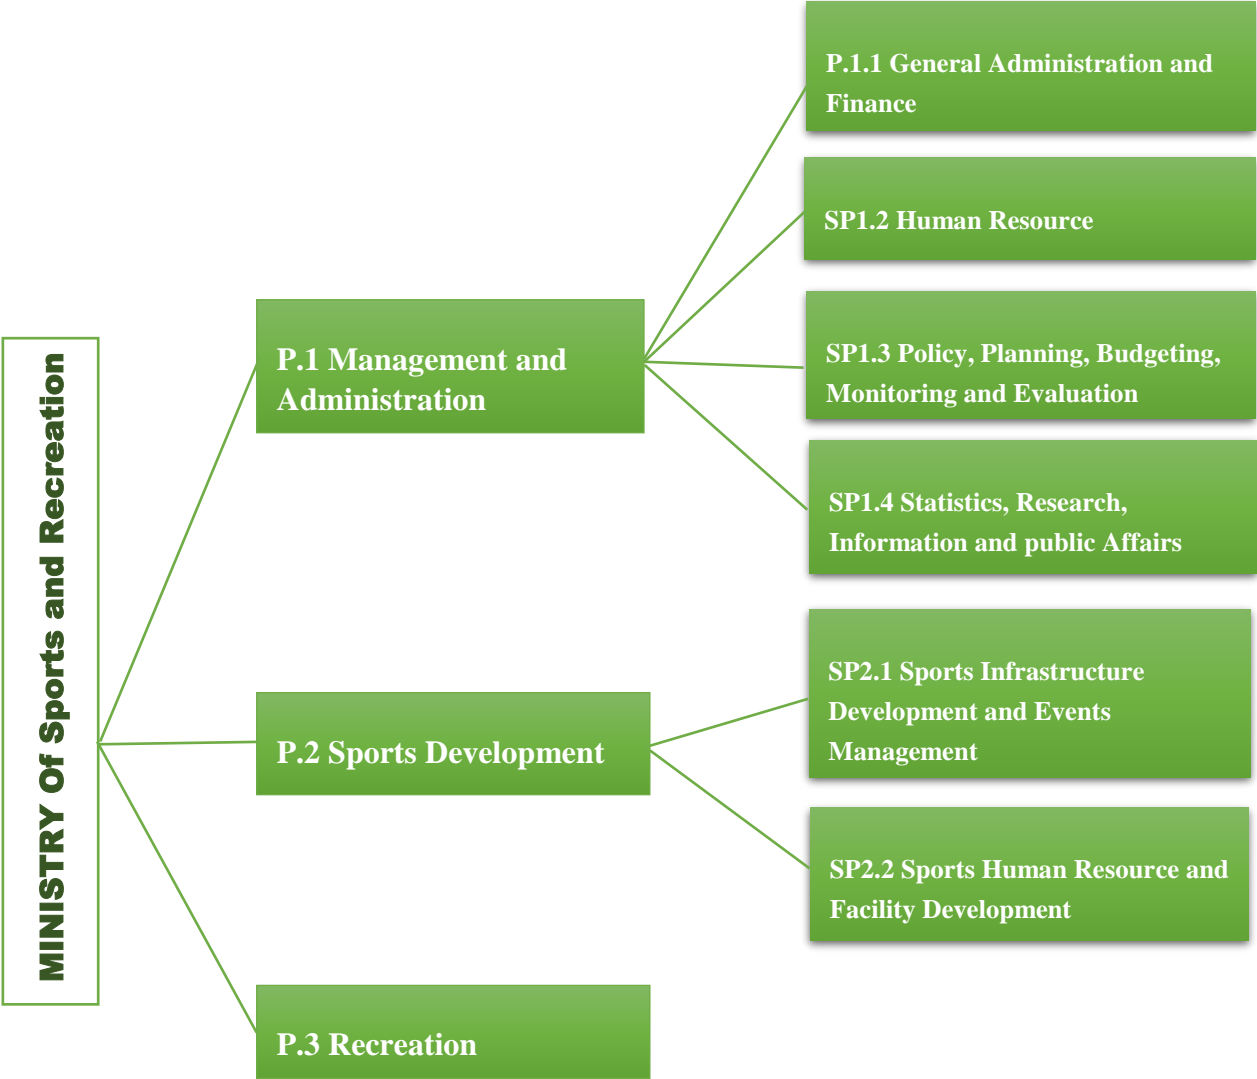 MINISTRY Of Sports and Recreation
P.1 Management and
Administration
P.1.1 General Administration and
Finance
SP1.2 Human Resource
SP1.3 Policy, Planning, Budgeting,
Monitoring and Evaluation
SP1.4 Statistics, Research,
Information and public Affairs
P.2 Sports Development
SP2.1 Sports Infrastructure
Development and Events
Management
SP2.2 Sports Human Resource and
Facility Development
P.3 Recreation